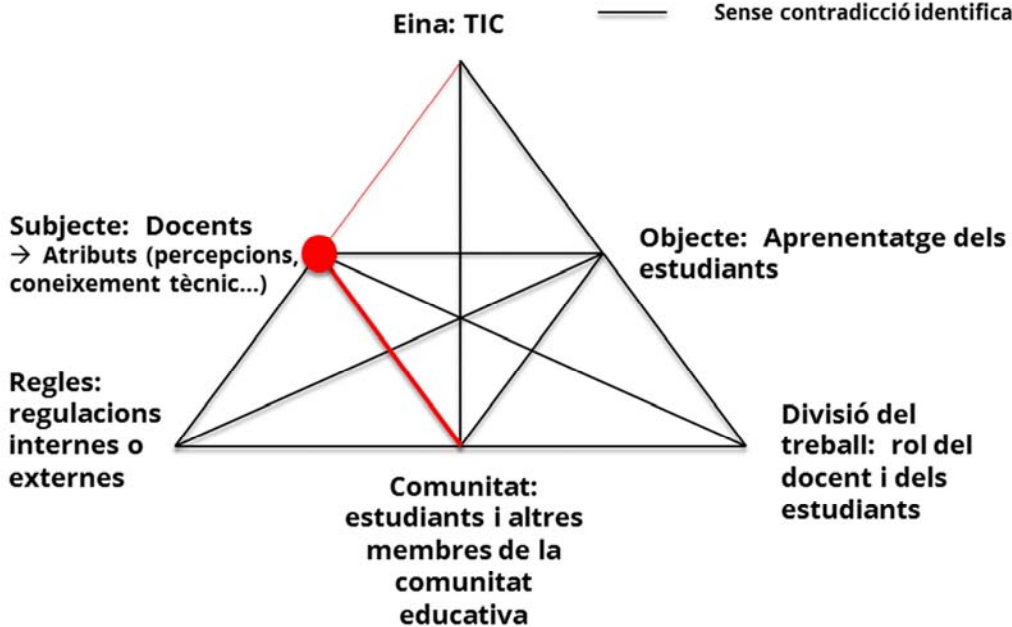 Sense contradicció identifica
Eina: TIC
Subjecte: Docents
→ Atributs (percepcions,
coneixement tècnic...)
Objecte: Aprenentatge dels
estudiants
Regles:
regulacions
internes o
externes
Divisió del
treball: rol del
docent i dels
estudiants
Comunitat:
estudiants i altres
membres de la
comunitat
educativa